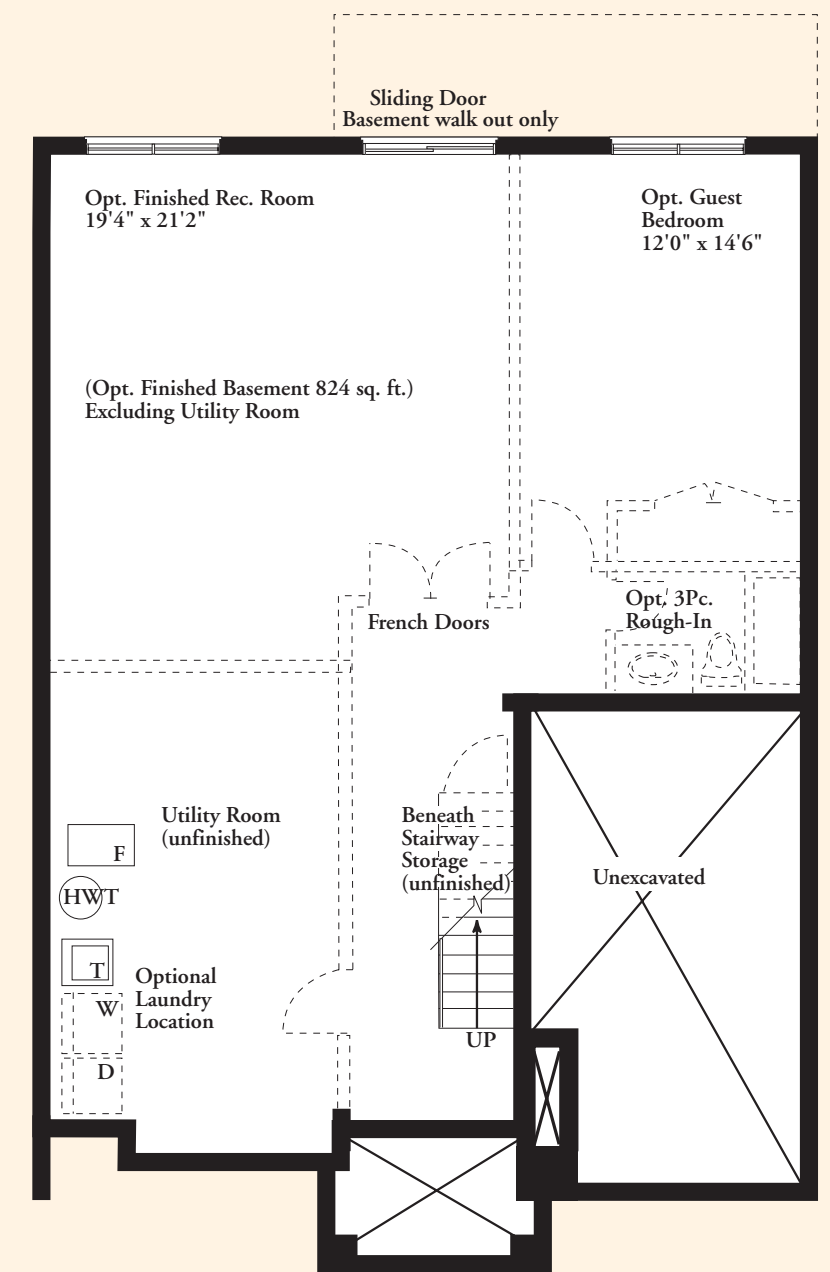 Sliding Door
Basement walk out only
Opt. Finished Rec. Room
19'4" x 21'2"
Opt. Guest
Bedroom
12'0" x 14'6"
(Opt. Finished Basement 824 sq. ft.)
Excluding Utility Room
Opt. 3Pc.
Rough-In
French Doors
Utility Room
(unfinished)
F
HWT
T
Optional
Laundry
Location
W
D
Beneath
Stairway
Storage
(unfinished)
UP
Unexcavated